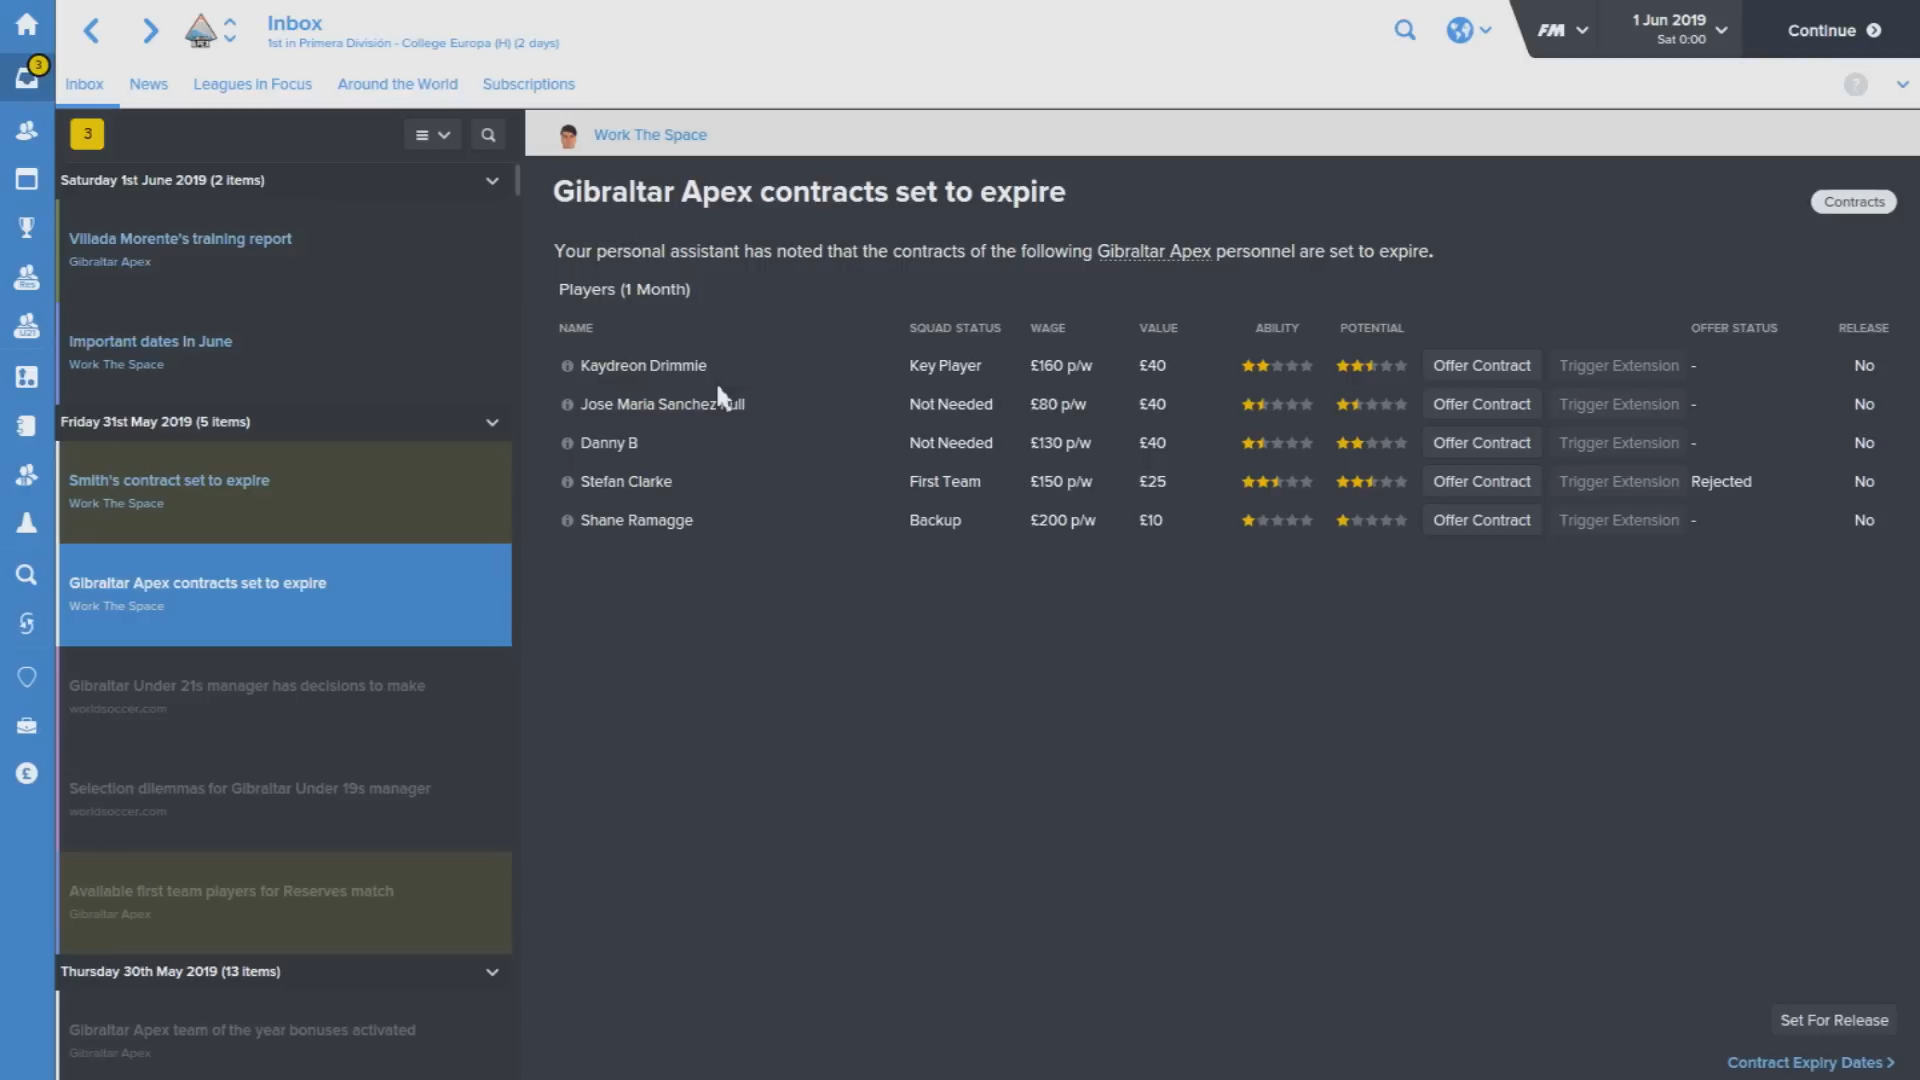 Inbox
1st in Primera División - College Europa (H) (2 days)
FM
1 Jun 2019
Sat 0:00
Continue
3
Inbox
News
Leagues in Focus
Around the World
Subscriptions
?
3
Work The Space
Saturday 1st June 2019 (2 items)
Villada Morente's training report
Gibraltar Apex
Important dates in June
Work The Space
Friday 31st May 2019 (5 items)
Smith's contract set to expire
Work The Space
Gibraltar Apex contracts set to expire
Work The Space
Gibraltar Under 21s manager has decisions to make
worldsoccer.com
Selection dilemmas for Gibraltar Under 19s manager
worldsoccer.com
Available first team players for Reserves match
Gibraltar Apex
Thursday 30th May 2019 (13 items)
Gibraltar Apex team of the year bonuses activated
Gibraltar Apex
Gibraltar Apex contracts set to expire
Contracts
Your personal assistant has noted that the contracts of the following Gibraltar Apex personnel are set to expire.
Players (1 Month)
NAME SQUAD STATUS WAGE VALUE ABILITY POTENTIAL OFFER STATUS RELEASE
Kaydreon Drimmie Key Player £160 p/w £40 Offer Contract Trigger Extension - No
Jose Maria Sanchez Not Needed £80 p/w £40 Offer Contract Trigger Extension - No
Danny B Not Needed £130 p/w £40 Offer Contract Trigger Extension - No
Stefan Clarke First Team £150 p/w £25 Offer Contract Trigger Extension Rejected No
Shane Ramagge Backup £200 p/w £10 Offer Contract Trigger Extension - No
Set For Release
Contract Expiry Dates >